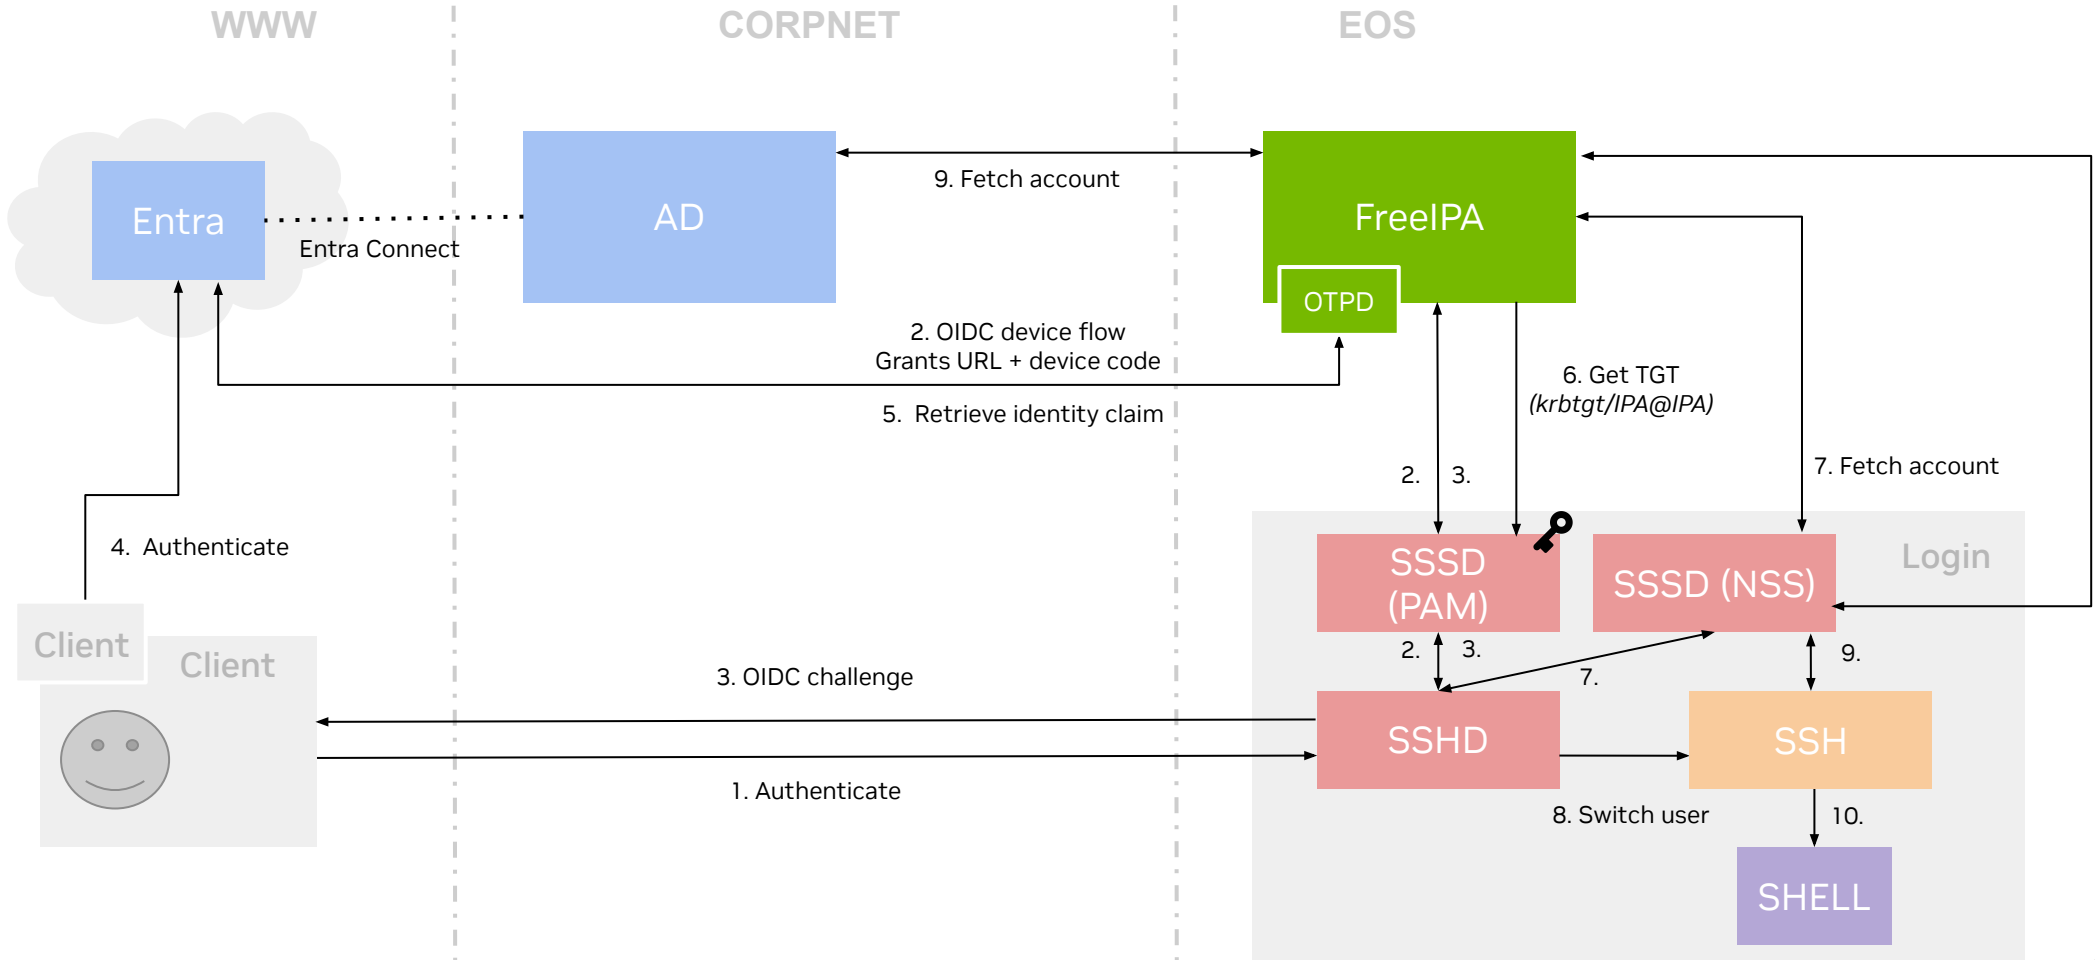 WWW
CORPNET
EOS
Entra
AD
FreeIPA
OTPD
9. Fetch account
Entra Connect
2. OIDC device flow
Grants URL + device code
5. Retrieve identity claim
6. Get TGT
(krbtgt/IPA@IPA)
2.
3.
7. Fetch account
4. Authenticate
Login
SSSD
(PAM)
SSSD (NSS)
Client
Client
2.
3.
7.
9.
3. OIDC challenge
SSHD
SSH
1. Authenticate
8. Switch user
10.
SHELL